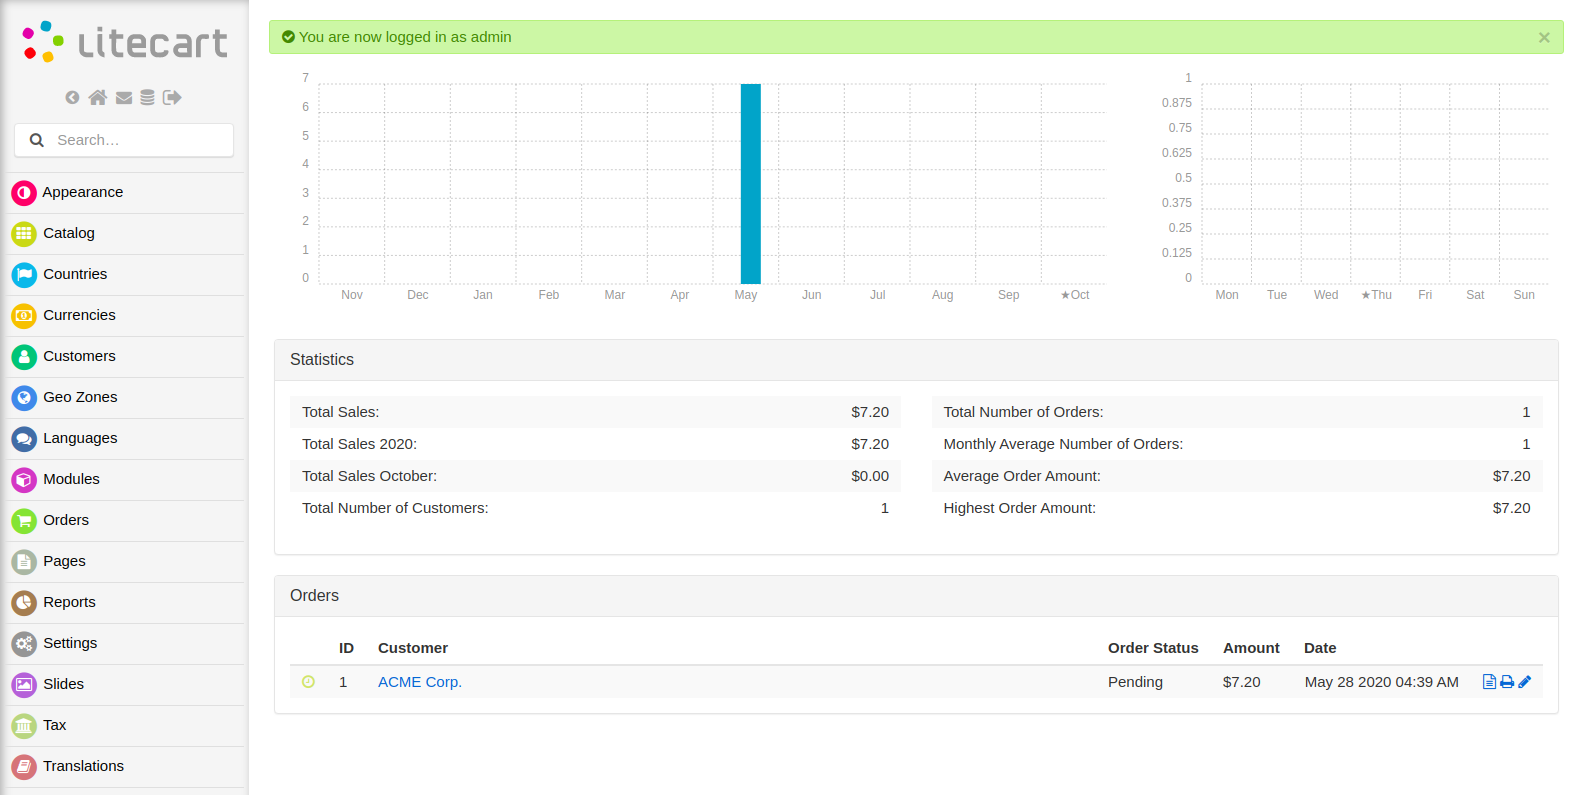 litecart
Search...
Appearance
Catalog
Countries
Currencies
Customers
Geo Zones
Languages
Modules
Orders
Pages
Reports
Settings
Slides
Tax
Translations
You are now logged in as admin ×
7
6
5
4
3
2
1
0
Nov Dec Jan Feb Mar Apr May Jun Jul Aug Sep ★Oct
1
0.875
0.75
0.625
0.5
0.375
0.25
0.125
0
Mon Tue Wed ★Thu Fri Sat Sun
Statistics
Total Sales: $7.20
Total Sales 2020: $7.20
Total Sales October: $0.00
Total Number of Customers: 1
Total Number of Orders: 1
Monthly Average Number of Orders: 1
Average Order Amount: $7.20
Highest Order Amount: $7.20
Orders
ID Customer Order Status Amount Date
1 ACME Corp. Pending $7.20 May 28 2020 04:39 AM